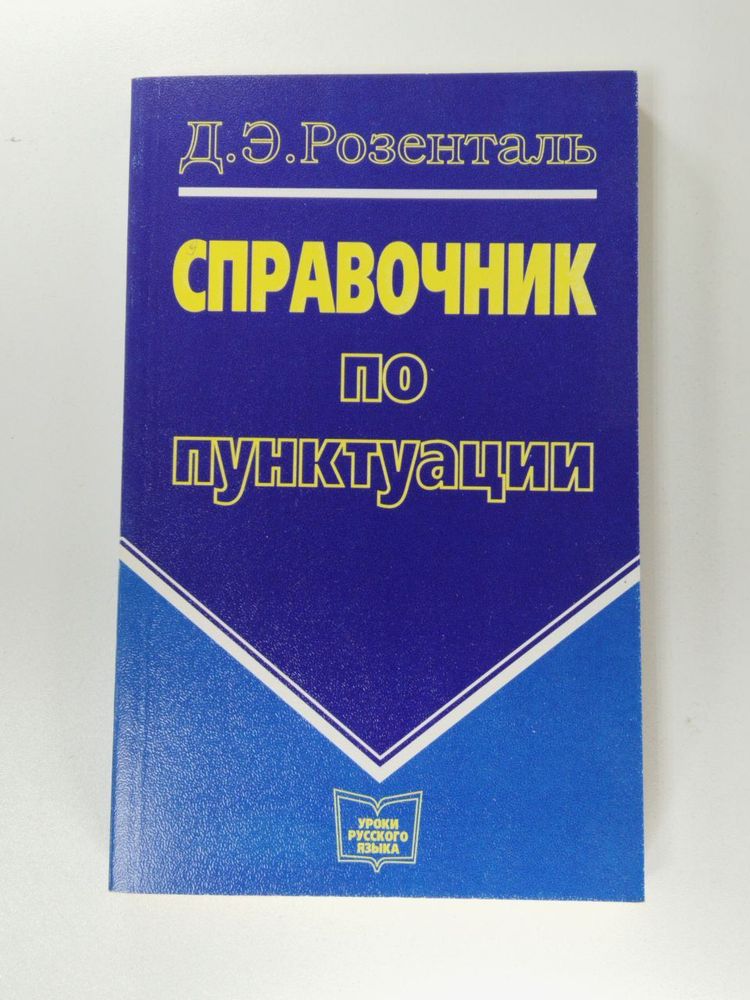 Д.Э.Розенталь
СПРАВОЧНИК
ПО
ПУНКТУАЦИИ
УРОКИ
РУССКОГО
ЯЗЫКА